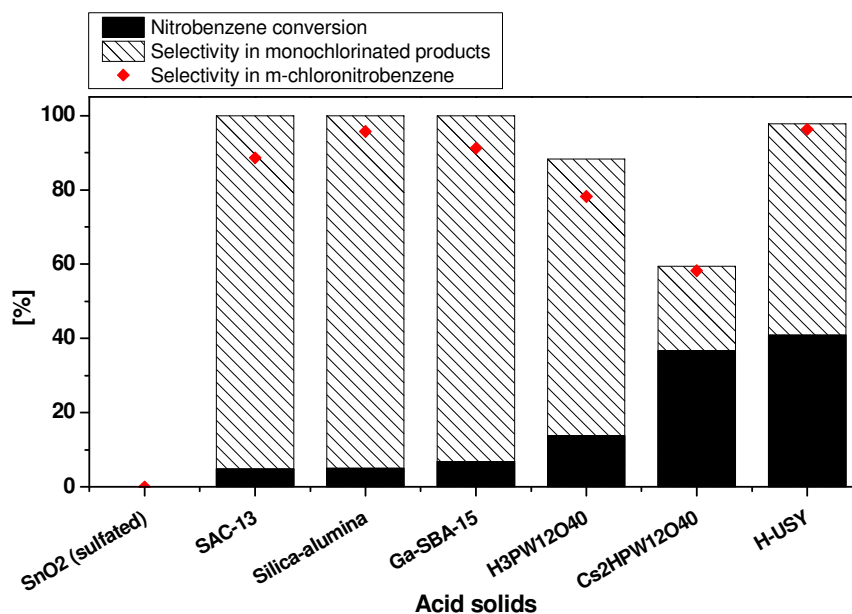 Nitrobenzene conversion
Selectivity in monochlorinated products
Selectivity in m-chloronitrobenzene
100
80
60
40
20
0
[%]
SnO2 (sulfated)
SAC-13
Silica-alumina
Ga-SBA-15
H3PW12O40
Cs2HPW12O40
H-USY
Acid solids